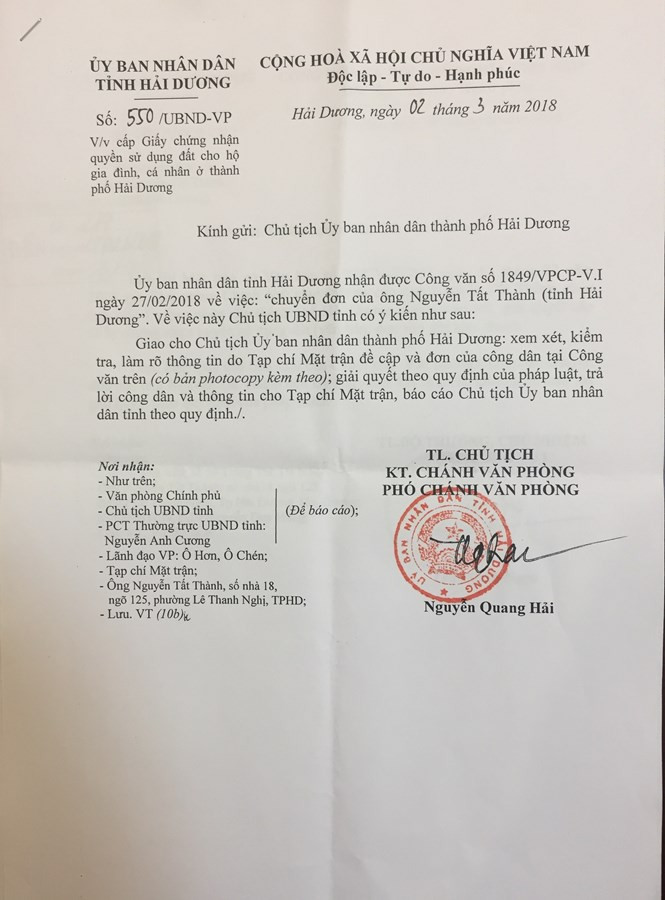 ỦY BAN NHÂN DÂN
TỈNH HẢI DƯƠNG
CỘNG HOÀ XÃ HỘI CHỦ NGHĨA VIỆT NAM
Độc lập - Tự do - Hạnh phúc
Số: 550/UBND-VP
Hải Dương, ngày 02 tháng 3 năm 2018
V/v cấp Giấy chứng nhận
quyền sử dụng đất cho hộ
gia đình, cá nhân ở thành
phố Hải Dương
Kính gửi: Chủ tịch Ủy ban nhân dân thành phố Hải Dương
Ủy ban nhân dân tỉnh Hải Dương nhận được Công văn số 1849/VPCP-V.I
ngày 27/02/2018 về việc: “chuyển đơn của ông Nguyễn Tất Thành (tỉnh Hải
Dương”. Về việc này Chủ tịch UBND tỉnh có ý kiến như sau:
Giao cho Chủ tịch Ủy ban nhân dân thành phố Hải Dương: xem xét, kiểm
tra, làm rõ thông tin do Tạp chí Mặt trận đề cập và đơn của công dân tại Công
văn trên (có bản photocopy kèm theo); giải quyết theo quy định của pháp luật, trả
lời công dân và thông tin cho Tạp chí Mặt trận, báo cáo Chủ tịch Ủy ban nhân
dân tỉnh theo quy định./.
Nơi nhận:
- Như trên;
- Văn phòng Chính phủ
- Chủ tịch UBND tỉnh
- PCT Thường trực UBND tỉnh:
Nguyễn Anh Cương
(Để báo cáo);
- Lãnh đạo VP: Ô Hơn, Ô Chén;
- Tạp chí Mặt trận;
- Ông Nguyễn Tất Thành, số nhà 18,
ngõ 125, phường Lê Thanh Nghị, TPHD;
- Lưu. VT (10b)
TL. CHỦ TỊCH
KT. CHÁNH VĂN PHÒNG
PHÓ CHÁNH VĂN PHÒNG
ỦY BAN NHÂN DÂN TỈNH HẢI DƯƠNG
Nguyễn Quang Hải